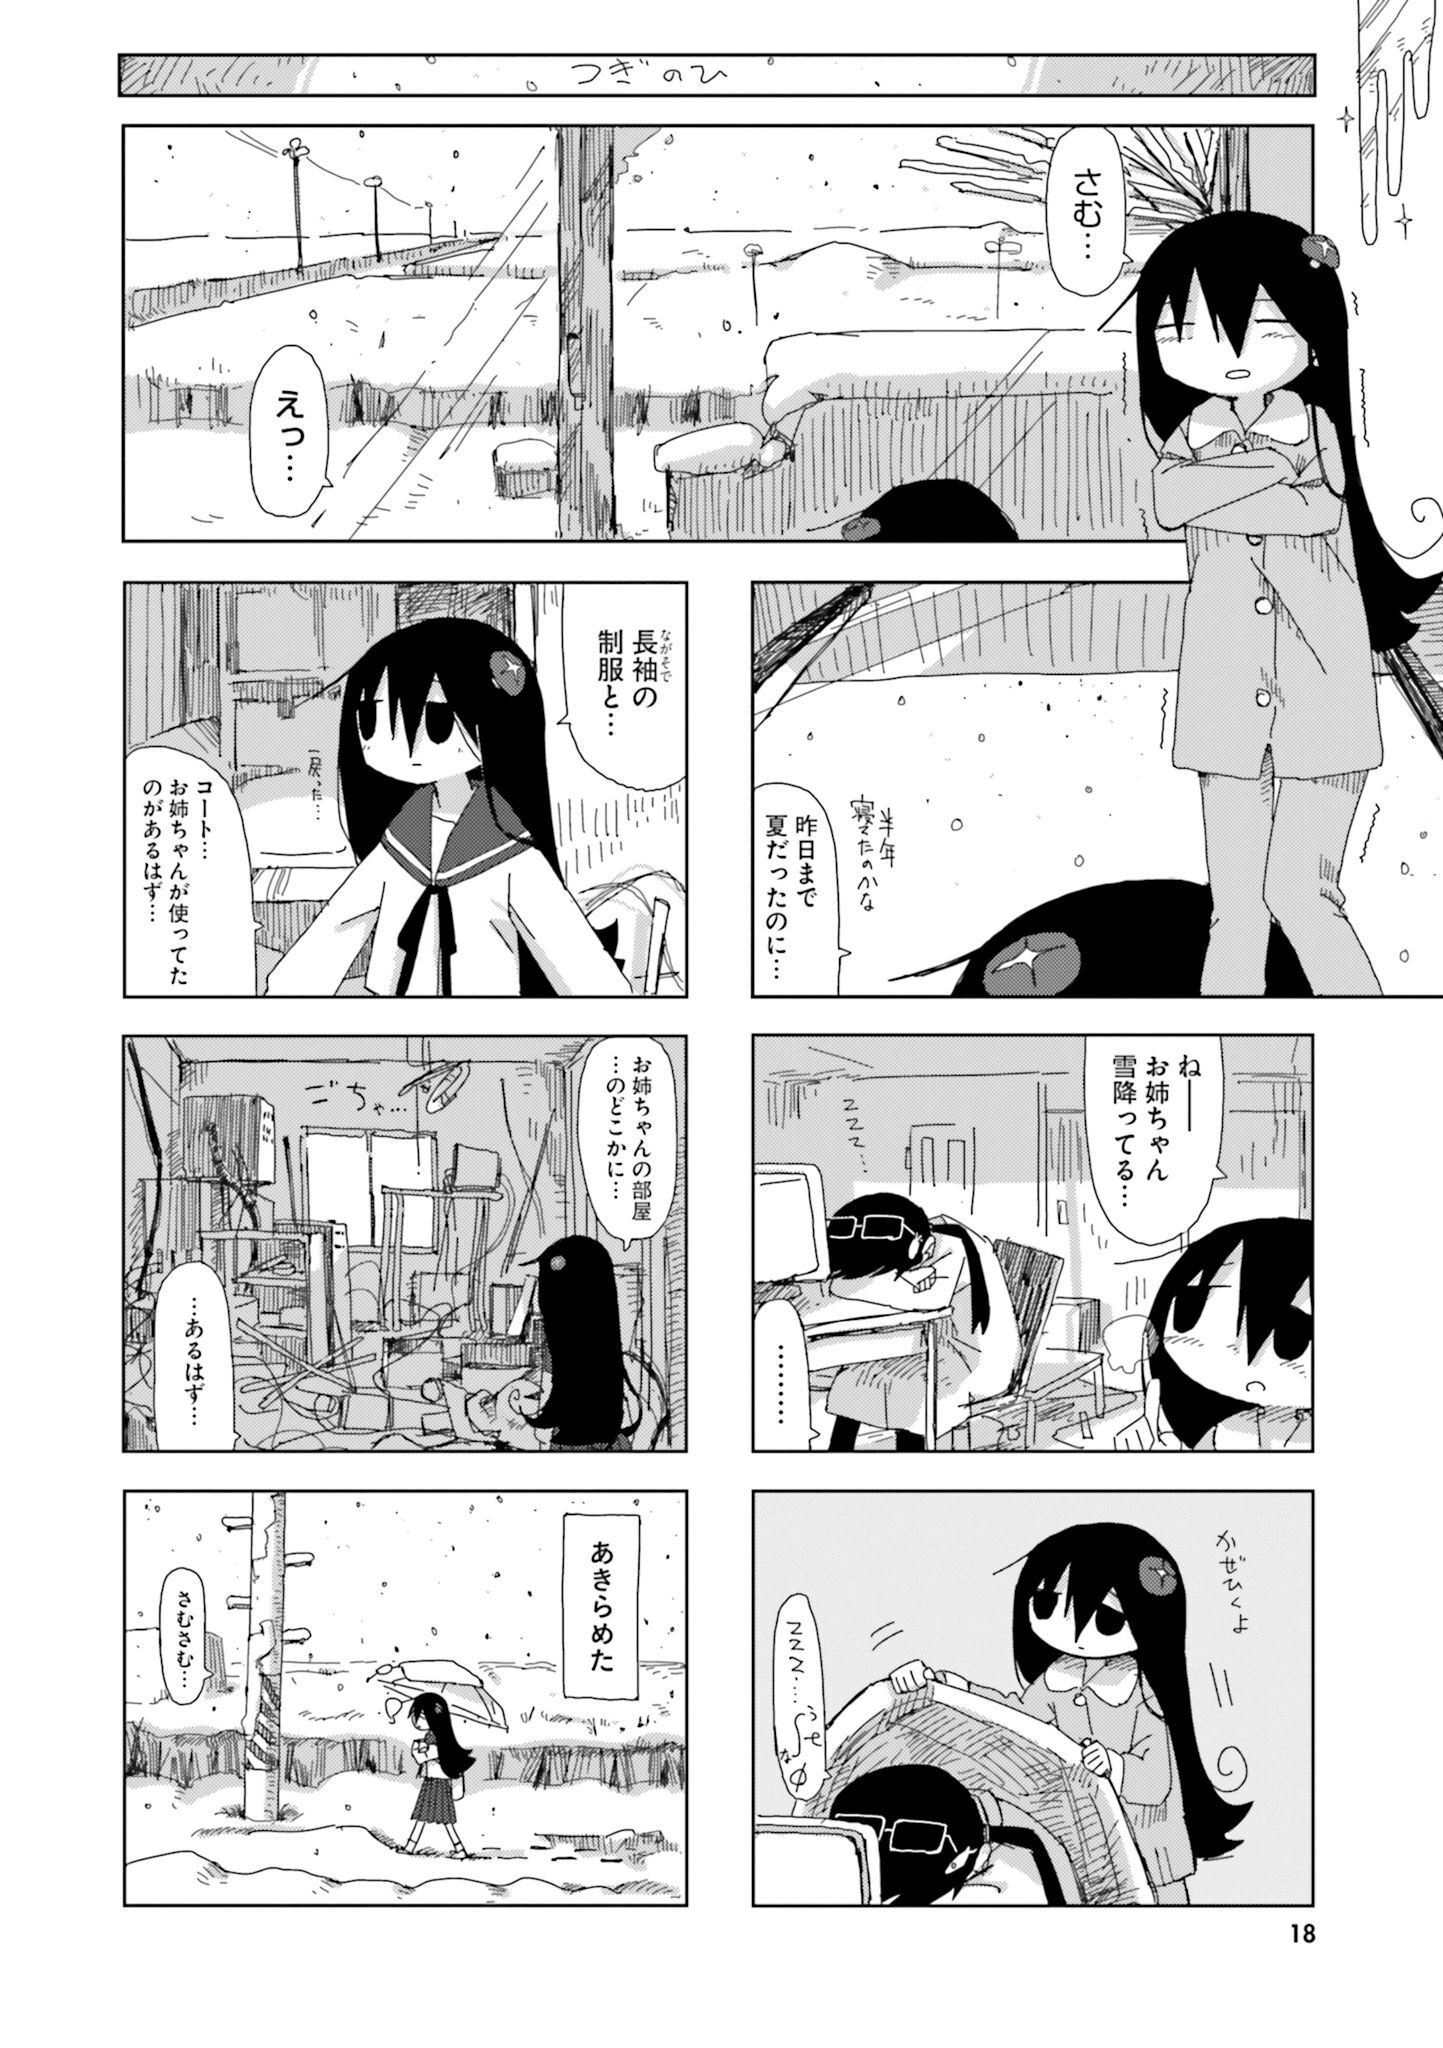 つぎのひ
さむ…
えっ…
半年
寝てたのかな
昨日まで
夏だったのに…
ねー
お姉ちゃん
雪降ってる…
zzz…
………
かぜひくよ
zzz…
長袖の
ながそで
制服と…
戻った…
コート…
お姉ちゃんが使ってた
のがあるはず…
お姉ちゃんの部屋
…のどこかに…
ごちゃ…
…あるはず…
あきらめた
さむさむ…
18